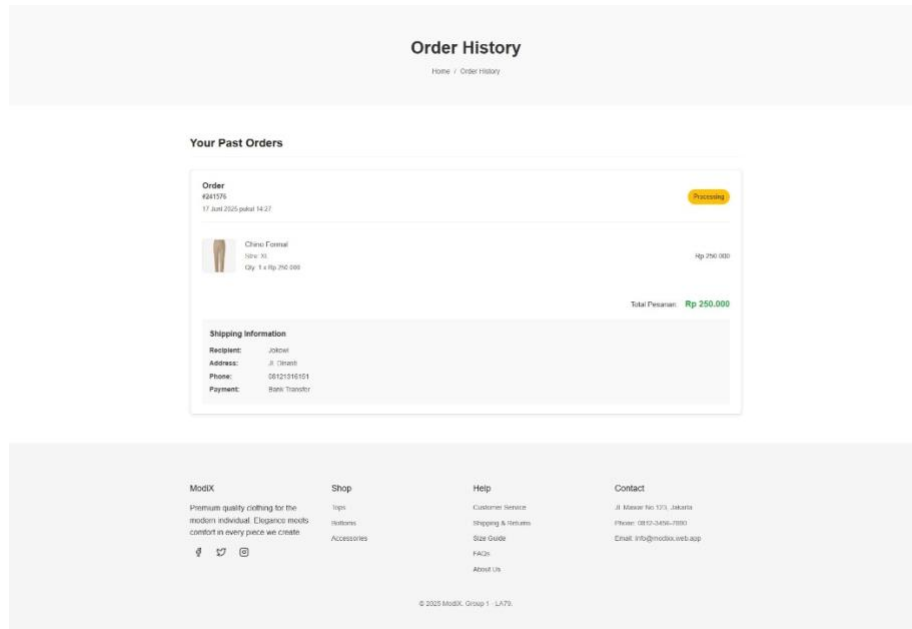 Order History
Home / Order History
Your Past Orders
Order
#241576
17 Juni 2025 pukul 14.27
Processing
Chino Formal
Size:
Qty: 1 x Rp 250.000
Rp 250.000
Total Pesanan: Rp 250.000
Shipping Information
Recipient: Jokowi
Address: Jl.
Phone:
Payment: Bank Transfer
ModiX
Premium quality clothing for the
modern individual. Elegance meets
comfort in every piece we create.
Shop
Tops
Bottoms
Accessories
Help
Customer Service
Shipping & Returns
Size Guide
FAQs
About Us
Contact
Jl. Mawar No.123, Jakarta
Phone: 0812-3456-7890
Email: info@modix.web.app
© 2025 ModiX. Group 1 - LA79.